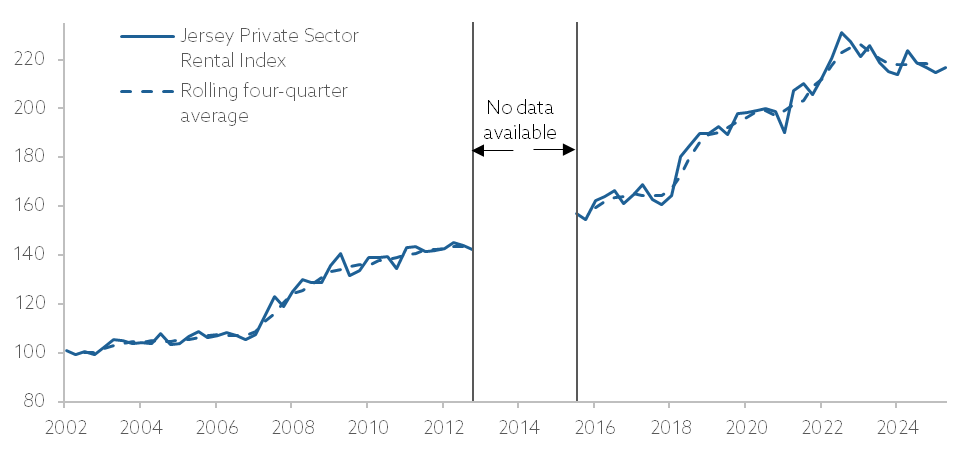 Jersey Private Sector
Rental Index
Rolling four-quarter
average
No data
available
220
200
180
160
140
120
100
80
2002 2004 2006 2008 2010 2012 2014 2016 2018 2020 2022 2024